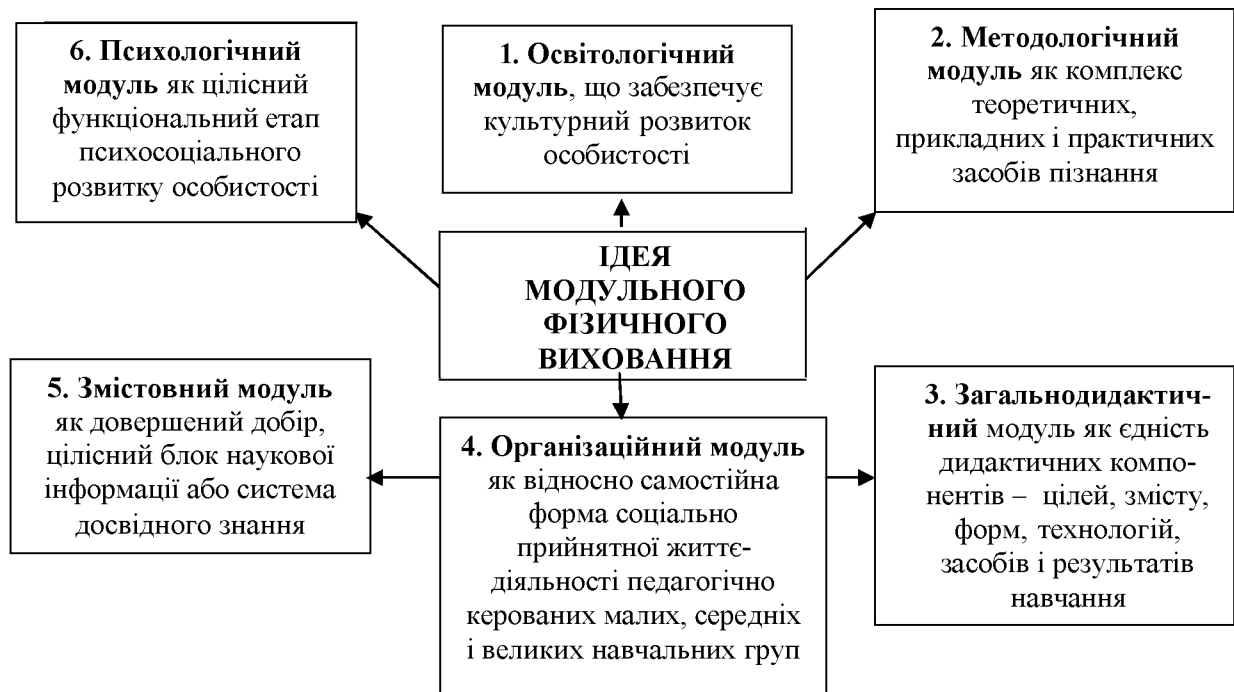 6. Психологічний
модуль як цілісний
функціональний етап
психосоціального
розвитку особистості
1. Освітологічний
модуль, що забезпечує
культурний розвиток
особистості
2. Методологічний
модуль як комплекс
теоретичних,
прикладних і практичних
засобів пізнання
ІДЕЯ
МОДУЛЬНОГО
ФІЗИЧНОГО
ВИХОВАННЯ
5. Змістовний модуль
як довершений добір,
цілісний блок наукової
інформації або система
досвідного знання
4. Організаційний модуль
як відносно самостійна
форма соціально
прийнятної життє-
діяльності педагогічно
керованих малих, середніх
і великих навчальних груп
3. Загальнодидактич-
ний модуль як єдність
дидактичних компо-
нентів – цілей, змісту,
форм, технологій,
засобів і результатів
навчання